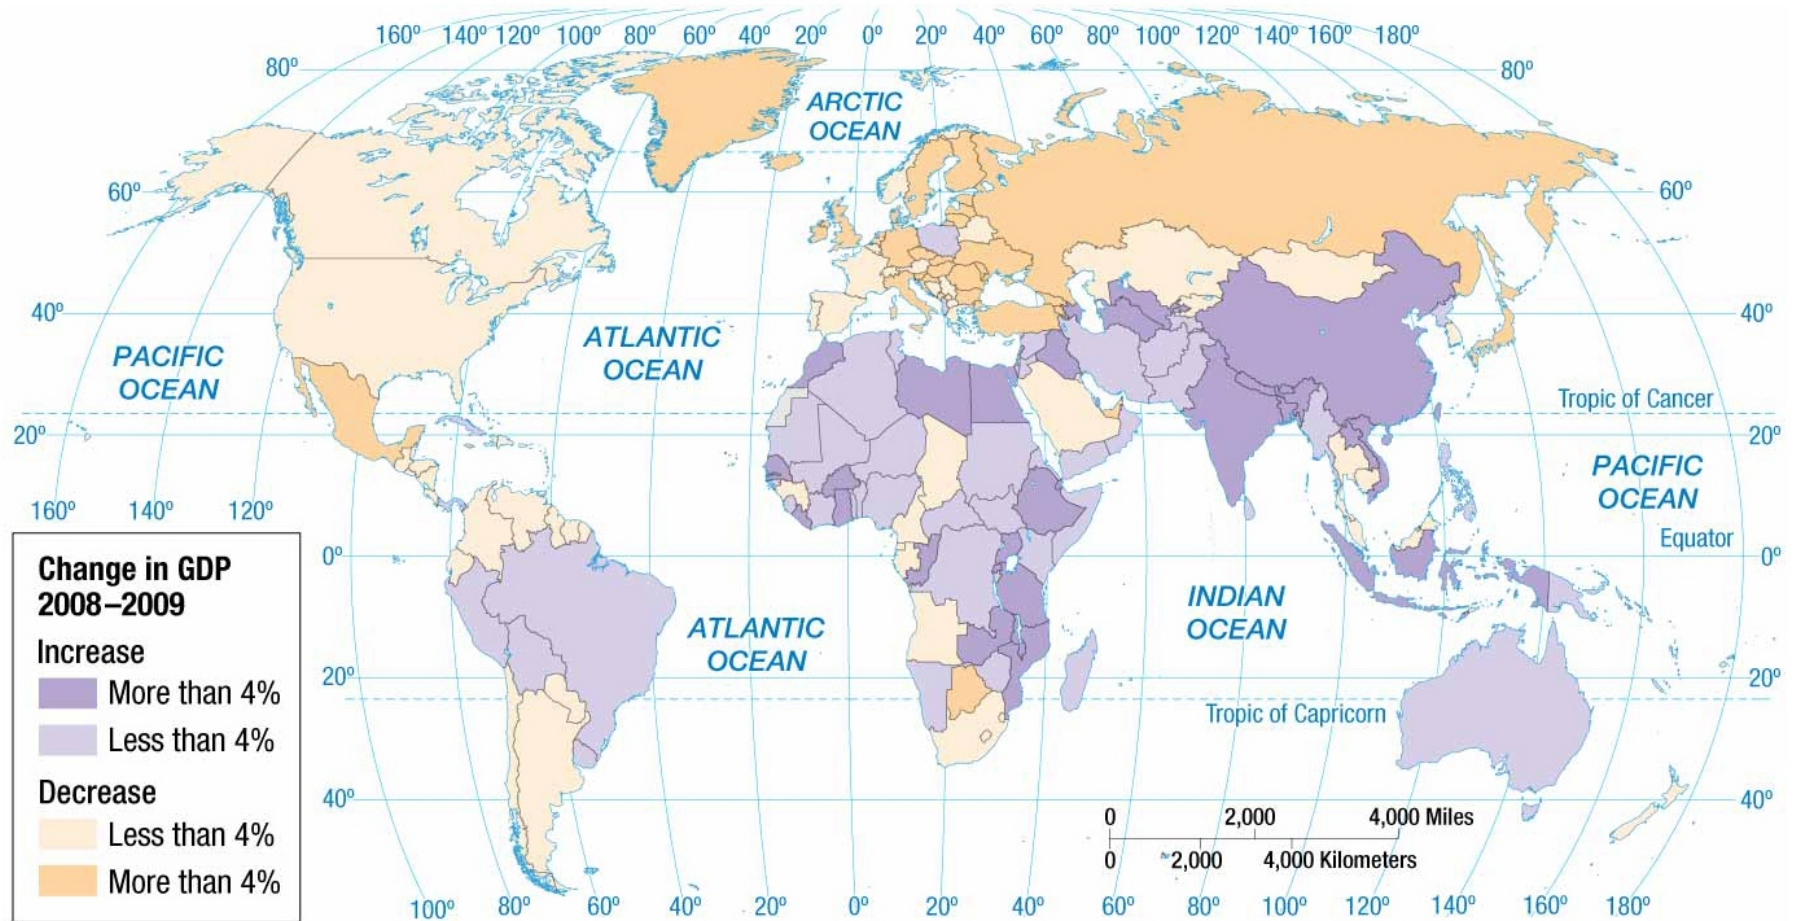 160° 140° 120° 100° 80° 60° 40° 20° 0° 20° 40° 60° 80° 100° 120° 140° 160° 180°
80° 80°
ARCTIC
OCEAN
60° 60°
40° 40°
ATLANTIC
OCEAN
PACIFIC
OCEAN
Tropic of Cancer
20° 20°
PACIFIC
OCEAN
160° 140° 120°
Equator
0° 0°
INDIAN
OCEAN
ATLANTIC
OCEAN
20° 20°
Tropic of Capricorn
40° 40°
Change in GDP
2008–2009
Increase
More than 4%
Less than 4%
Decrease
Less than 4%
More than 4%
0 2,000 4,000 Miles
0 2,000 4,000 Kilometers
100° 80° 60° 40° 20° 0° 20° 40° 60° 80° 100° 120° 140° 160° 180°